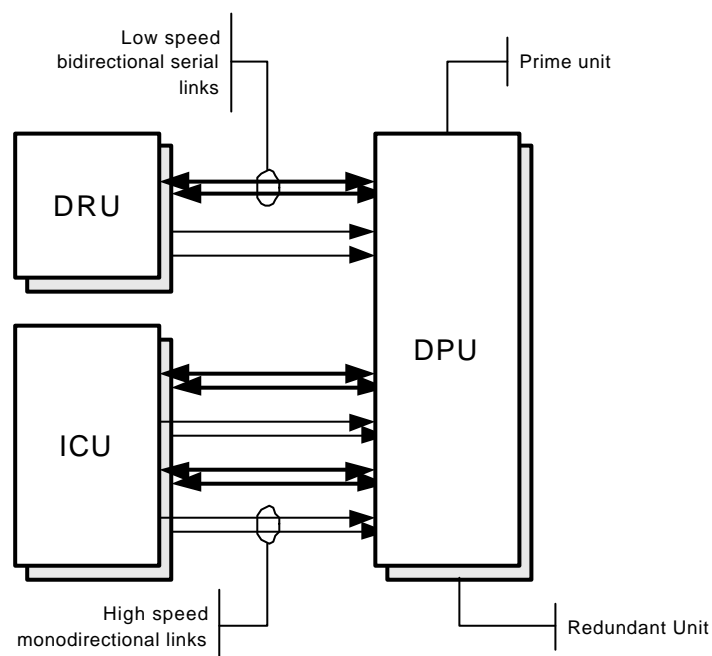 Low speed
bidirectional serial
links
Prime unit
DRU
DPU
ICU
High speed
monodirectional links
Redundant Unit